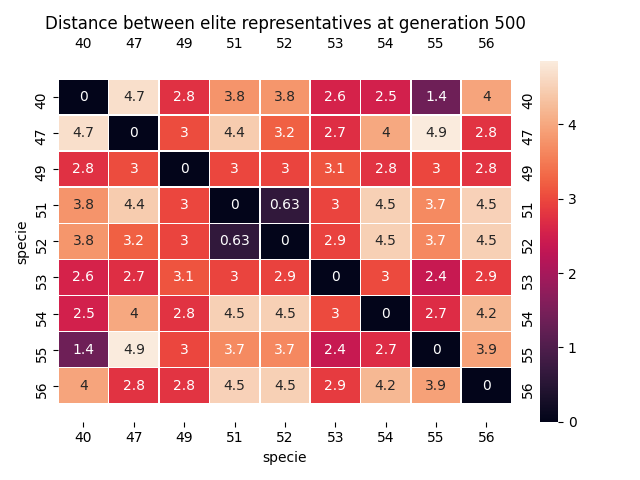 Distance between elite representatives at generation 500
40 47 49 51 52 53 54 55 56
40 0 4.7 2.8 3.8 3.8 2.6 2.5 1.4 4 40
47 4.7 0 3 4.4 3.2 2.7 4 4.9 2.8 47
49 2.8 3 0 3 3 3.1 2.8 3 2.8 49
51 3.8 4.4 3 0 0.63 3 4.5 3.7 4.5 51
52 3.8 3.2 3 0.63 0 2.9 4.5 3.7 4.5 52
53 2.6 2.7 3.1 3 2.9 0 3 2.4 2.9 53
54 2.5 4 2.8 4.5 4.5 3 0 2.7 4.2 54
55 1.4 4.9 3 3.7 3.7 2.4 2.7 0 3.9 55
56 4 2.8 2.8 4.5 4.5 2.9 4.2 3.9 0 56
40 47 49 51 52 53 54 55 56
specie
specie
4
3
2
1
0